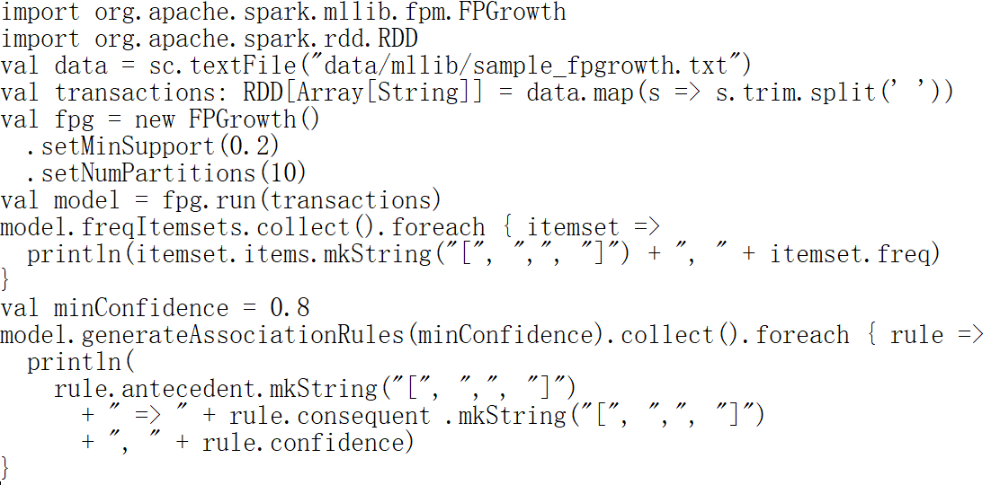 import org.apache.spark.mllib.fpm.FPGrowth
import org.apache.spark.rdd.RDD
val data = sc.textFile("data/mllib/sample_fpgrowth.txt")
val transactions: RDD[Array[String]] = data.map(s => s.trim.split(' '))
val fpg = new FPGrowth()
  .setMinSupport(0.2)
  .setNumPartitions(10)
val model = fpg.run(transactions)
model.freqItemsets.collect().foreach { itemset =>
  println(itemset.items.mkString("[", ",", "]") + ", " + itemset.freq)
}
val minConfidence = 0.8
model.generateAssociationRules(minConfidence).collect().foreach { rule =>
  println(
    rule.antecedent.mkString("[", ",", "]")
      + " => " + rule.consequent .mkString("[", ",", "]")
      + ", " + rule.confidence)
}